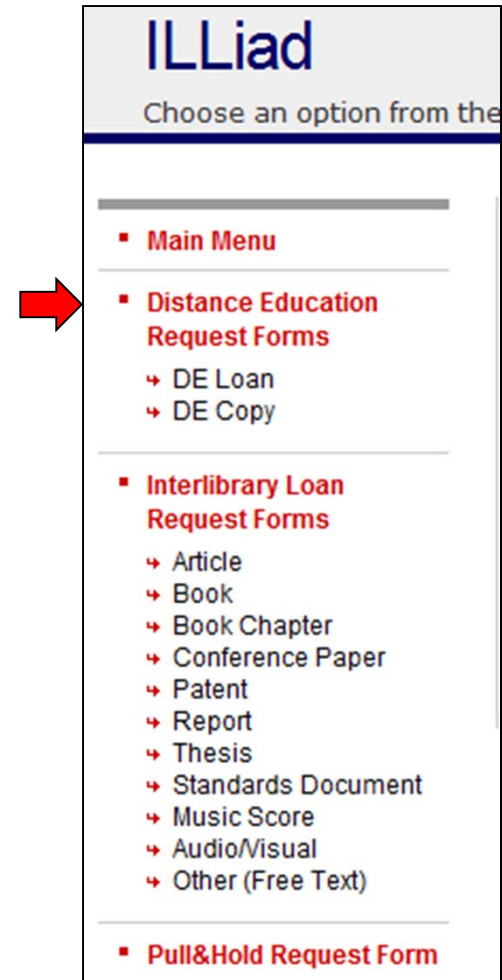 ILLiad
Choose an option from the
Main Menu
Distance Education
Request Forms
DE Loan
DE Copy
Interlibrary Loan
Request Forms
Article
Book
Book Chapter
Conference Paper
Patent
Report
Thesis
Standards Document
Music Score
Audio/Visual
Other (Free Text)
Pull&Hold Request Form